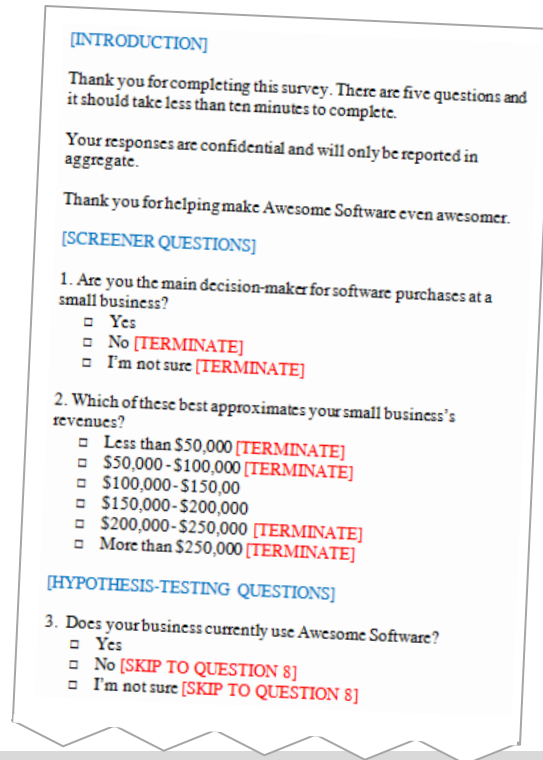 [INTRODUCTION]
Thank you for completing this survey. There are five questions and
it should take less than ten minutes to complete.
Your responses are confidential and will only be reported in
aggregate.
Thank you for helping make Awesome Software even awesomer.
[SCREENER QUESTIONS]
1. Are you the main decision-maker for software purchases at a
small business?
□ Yes
□ No [TERMINATE]
□ I'm not sure [TERMINATE]
2. Which of these best approximates your small business's
revenues?
□ Less than $50,000 [TERMINATE]
□ $50,000 - $100,000 [TERMINATE]
□ $100,000 - $150,00
□ $150,000 - $200,000
□ $200,000 - $250,000 [TERMINATE]
□ More than $250,000 [TERMINATE]
[HYPOTHESIS-TESTING QUESTIONS]
3. Does your business currently use Awesome Software?
□ Yes
□ No [SKIP TO QUESTION 8]
□ I'm not sure [SKIP TO QUESTION 8]